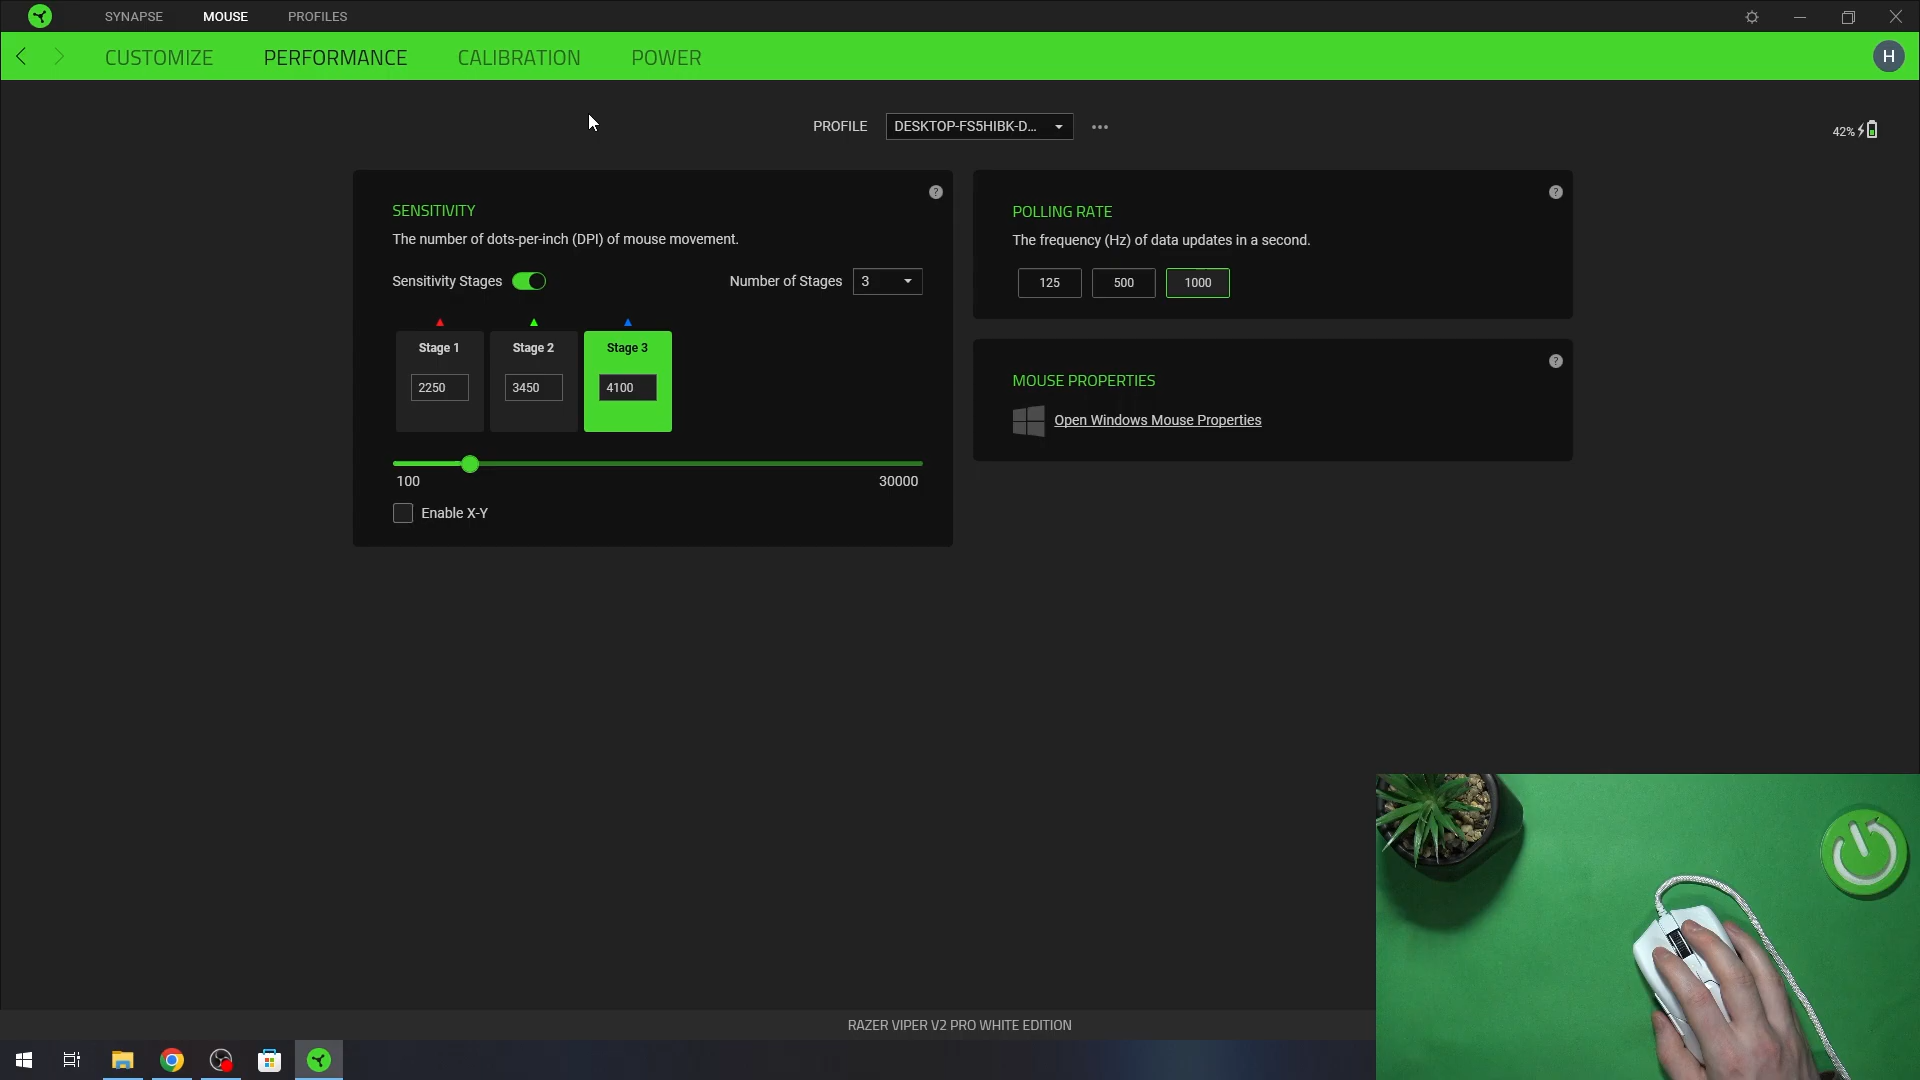 SYNAPSE MOUSE PROFILES
CUSTOMIZE PERFORMANCE CALIBRATION POWER
H
PROFILE DESKTOP-FS5HIBK-D... •••
42%
SENSITIVITY
?
The number of dots-per-inch (DPI) of mouse movement.
Sensitivity Stages
Number of Stages 3
Stage 1 Stage 2 Stage 3
2250 3450 4100
100 30000
Enable X-Y
POLLING RATE
?
The frequency (Hz) of data updates in a second.
125 500 1000
MOUSE PROPERTIES
?
Open Windows Mouse Properties
RAZER VIPER V2 PRO WHITE EDITION